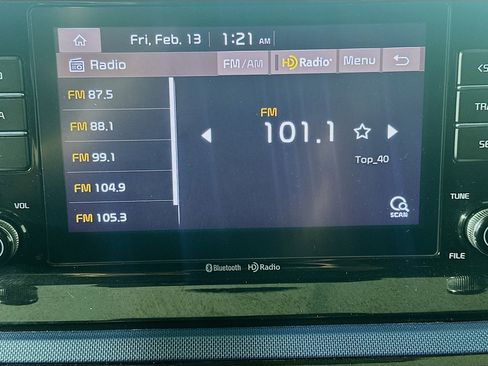 Fri, Feb. 13 1:21 AM
Radio FM/AM HD Radio Menu
FM 87.5
FM 88.1
FM 99.1
FM 104.9
FM 105.3
FM
101.1
Top_40
SCAN
VOL
TUNE
FILE
Bluetooth HD Radio